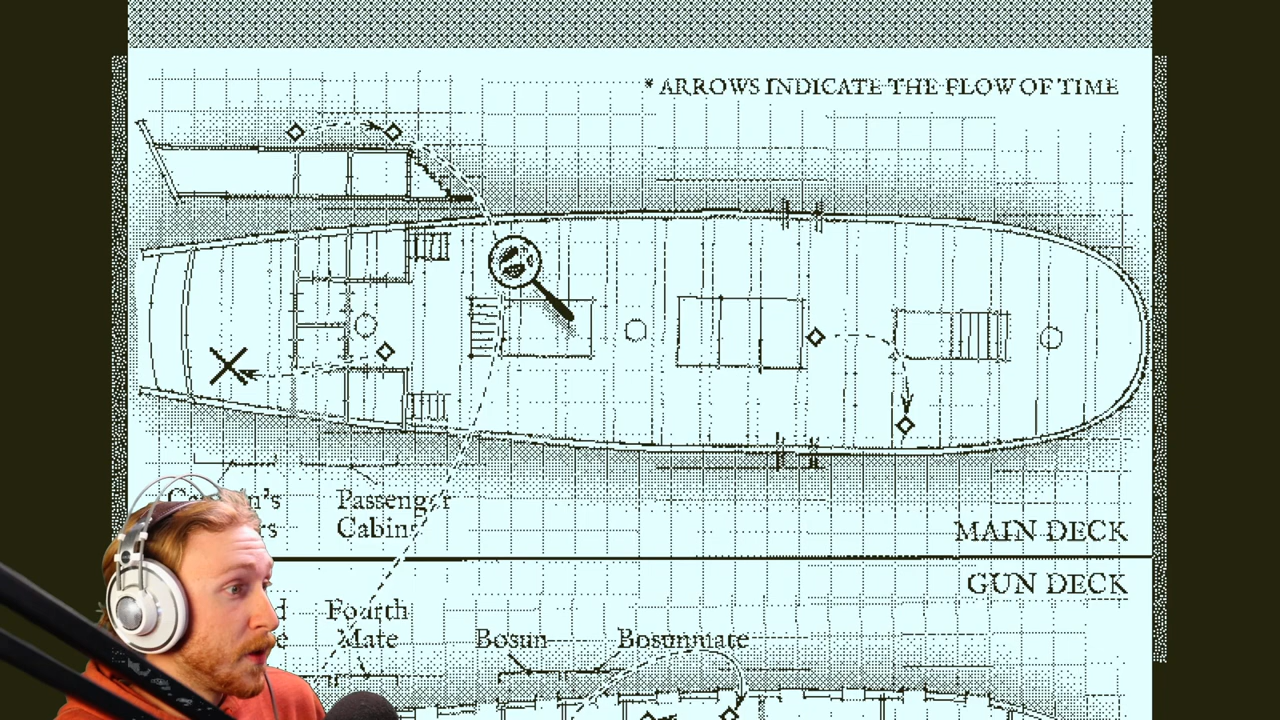 * ARROWS INDICATE THE FLOW OF TIME
Passenger
Cabins
MAIN DECK
GUN DECK
Fourth
Mate
Bosun
Bosunmate